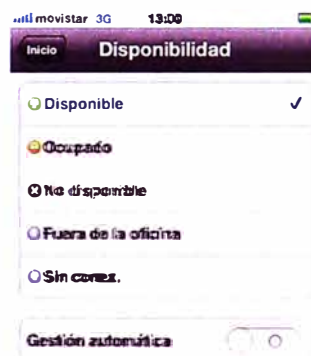 movistar 3G 13:00
Inicio Disponibilidad
Disponible
Ocupado
No disponible
Fuera de la oficina
Sin conex.
Gestión automática